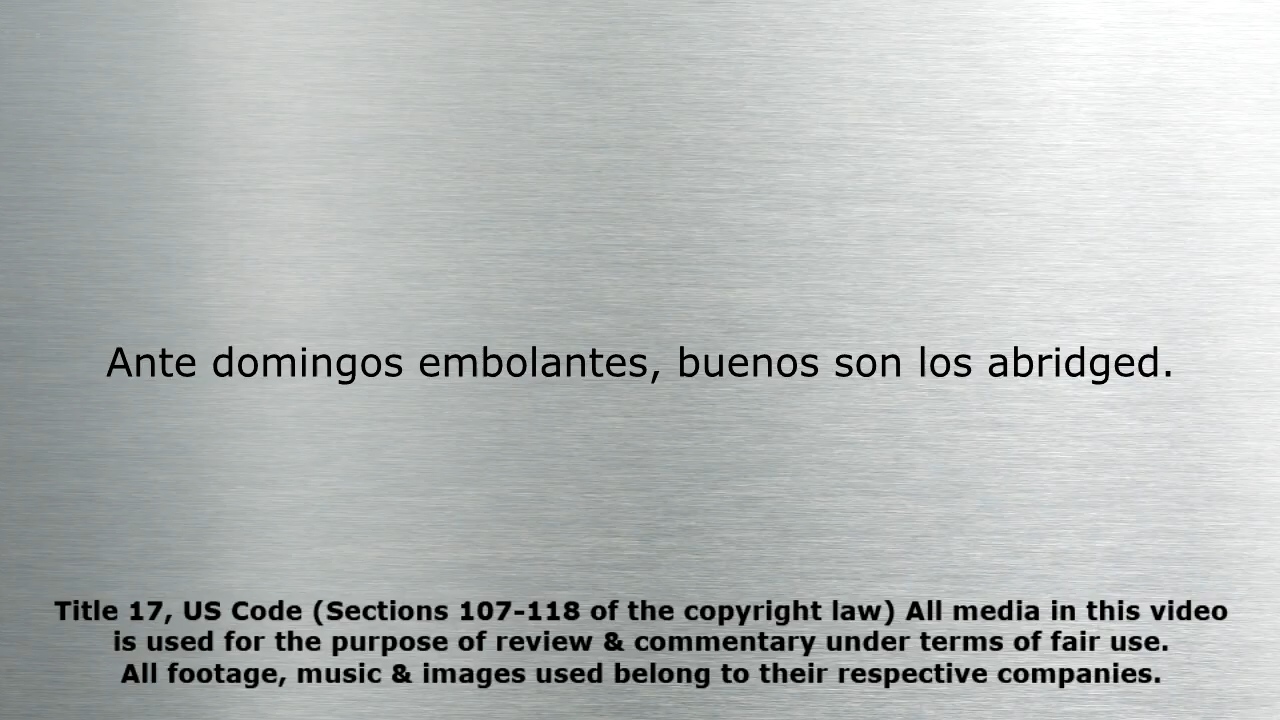 Ante domingos embolantes, buenos son los abridged.
Title 17, US Code (Sections 107-118 of the copyright law) All media in this video
is used for the purpose of review & commentary under terms of fair use.
All footage, music & images used belong to their respective companies.